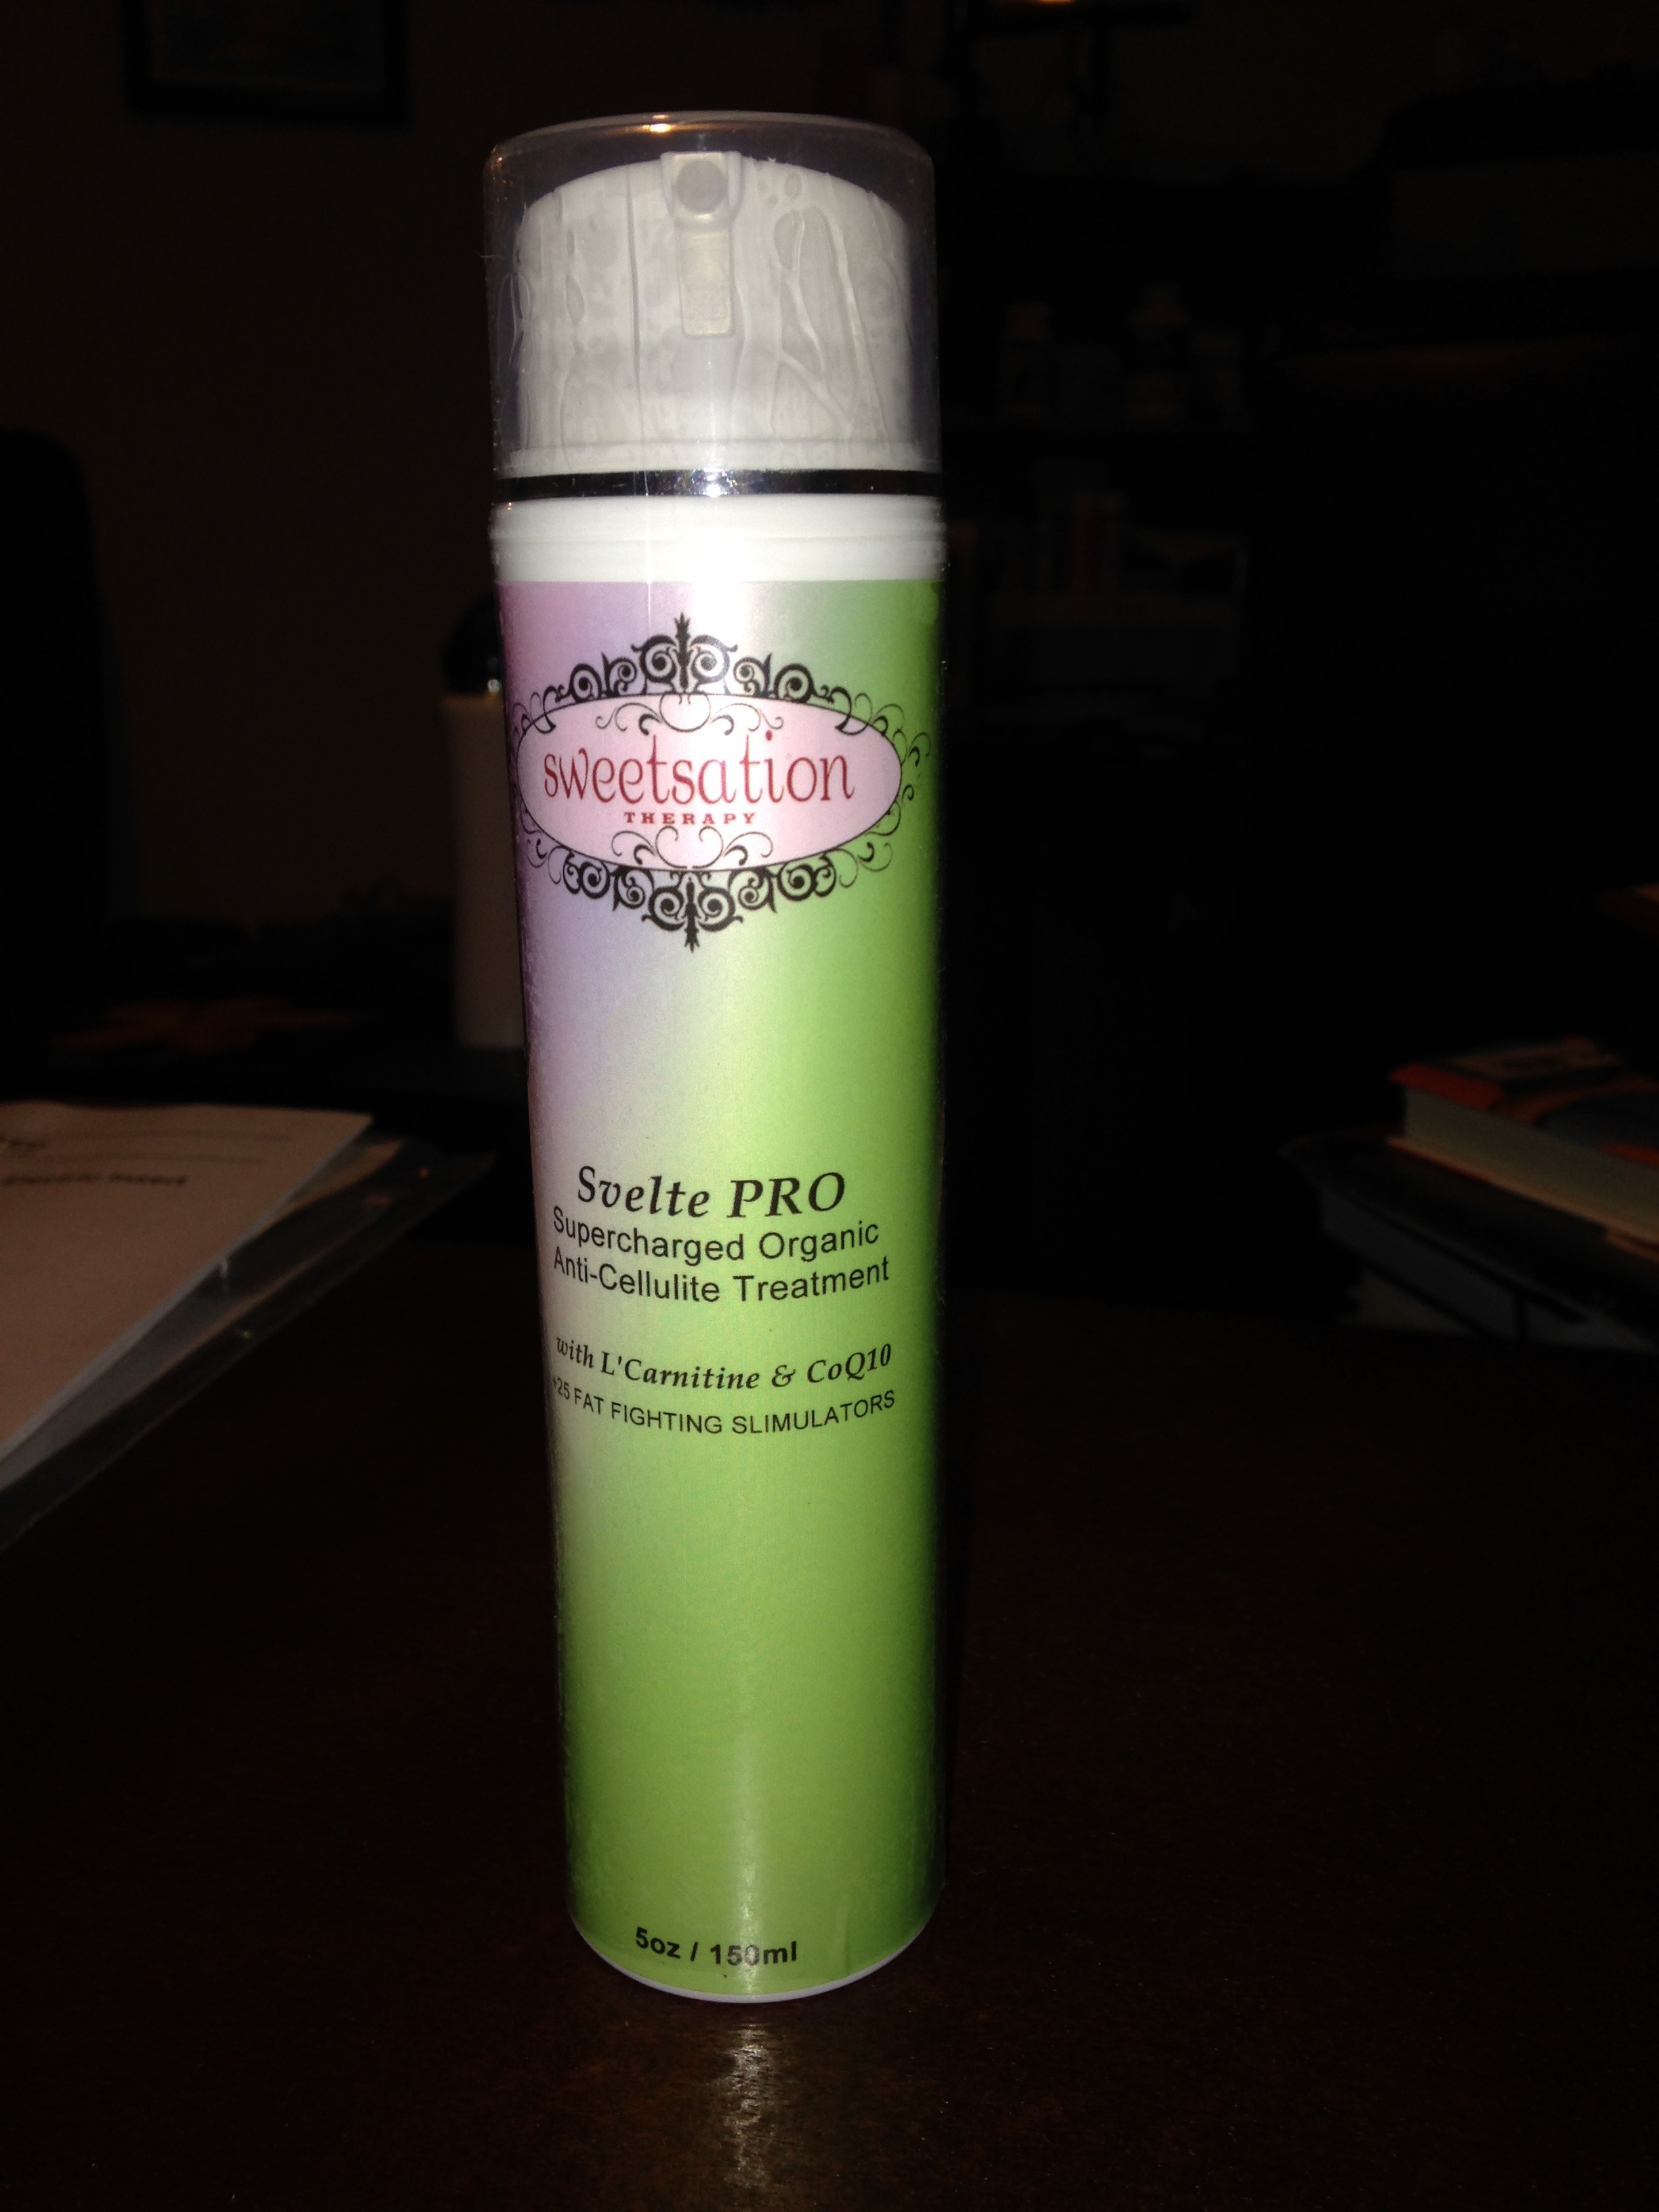 sweetsation
THERAPY
Svelte PRO
Supercharged Organic
Anti-Cellulite Treatment
with L'Carnitine & CoQ10
+25 FAT FIGHTING SLIMULATORS
5oz / 150ml